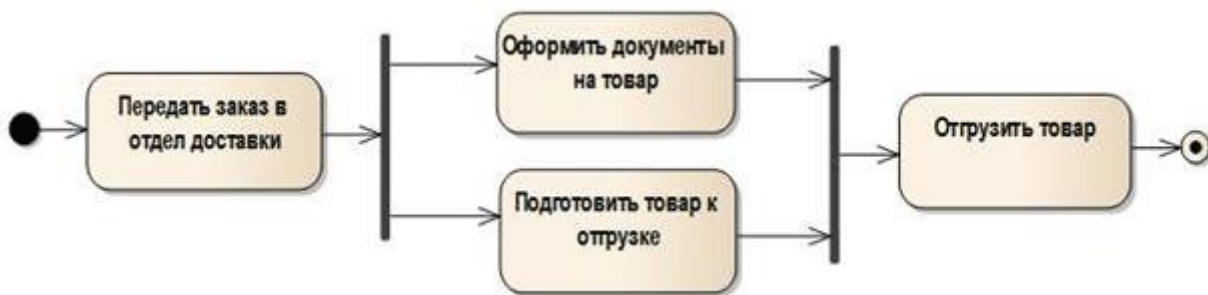 Передать заказ в
отдел доставки
Оформить документы
на товар
Подготовить товар к
отгрузке
Отгрузить товар